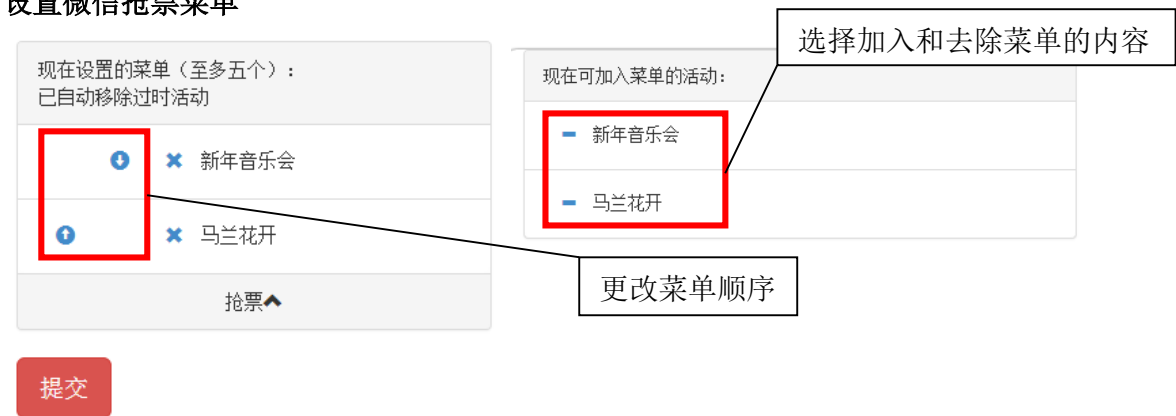 设置微信抢票菜单
选择加入和去除菜单的内容
现在设置的菜单（至多五个）：
已自动移除过时活动
新年音乐会
马兰花开
抢票
现在可加入菜单的活动：
新年音乐会
马兰花开
更改菜单顺序
提交